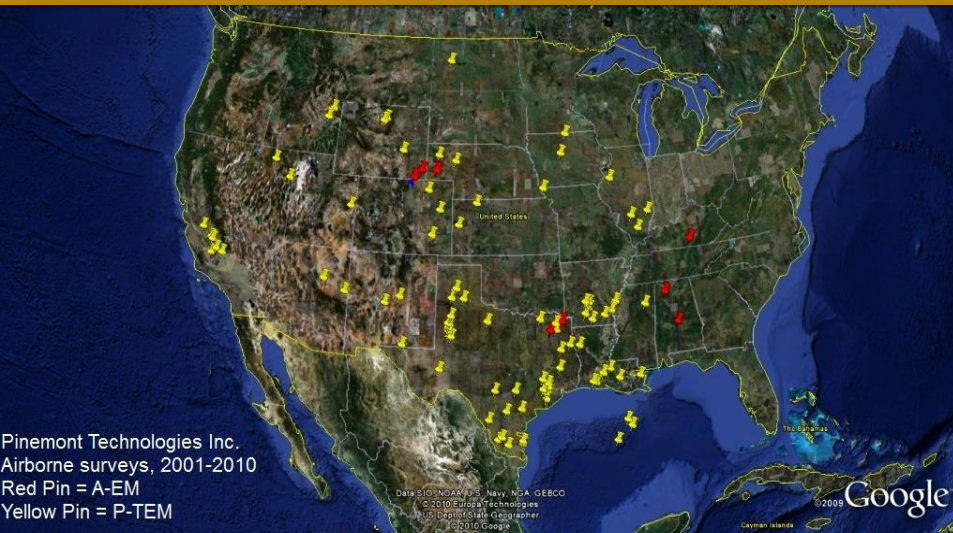 United States
The Bahamas
Pinemont Technologies Inc.
Airborne surveys, 2001-2010
Red Pin = A-EM
Yellow Pin = P-TEM
Data SIO, NOAA, U.S. Navy, NGA, GEBCO
© 2010 Europa Technologies
US Dept of State Geographer
© 2010 Google
©2009 Google
Cayman Islands